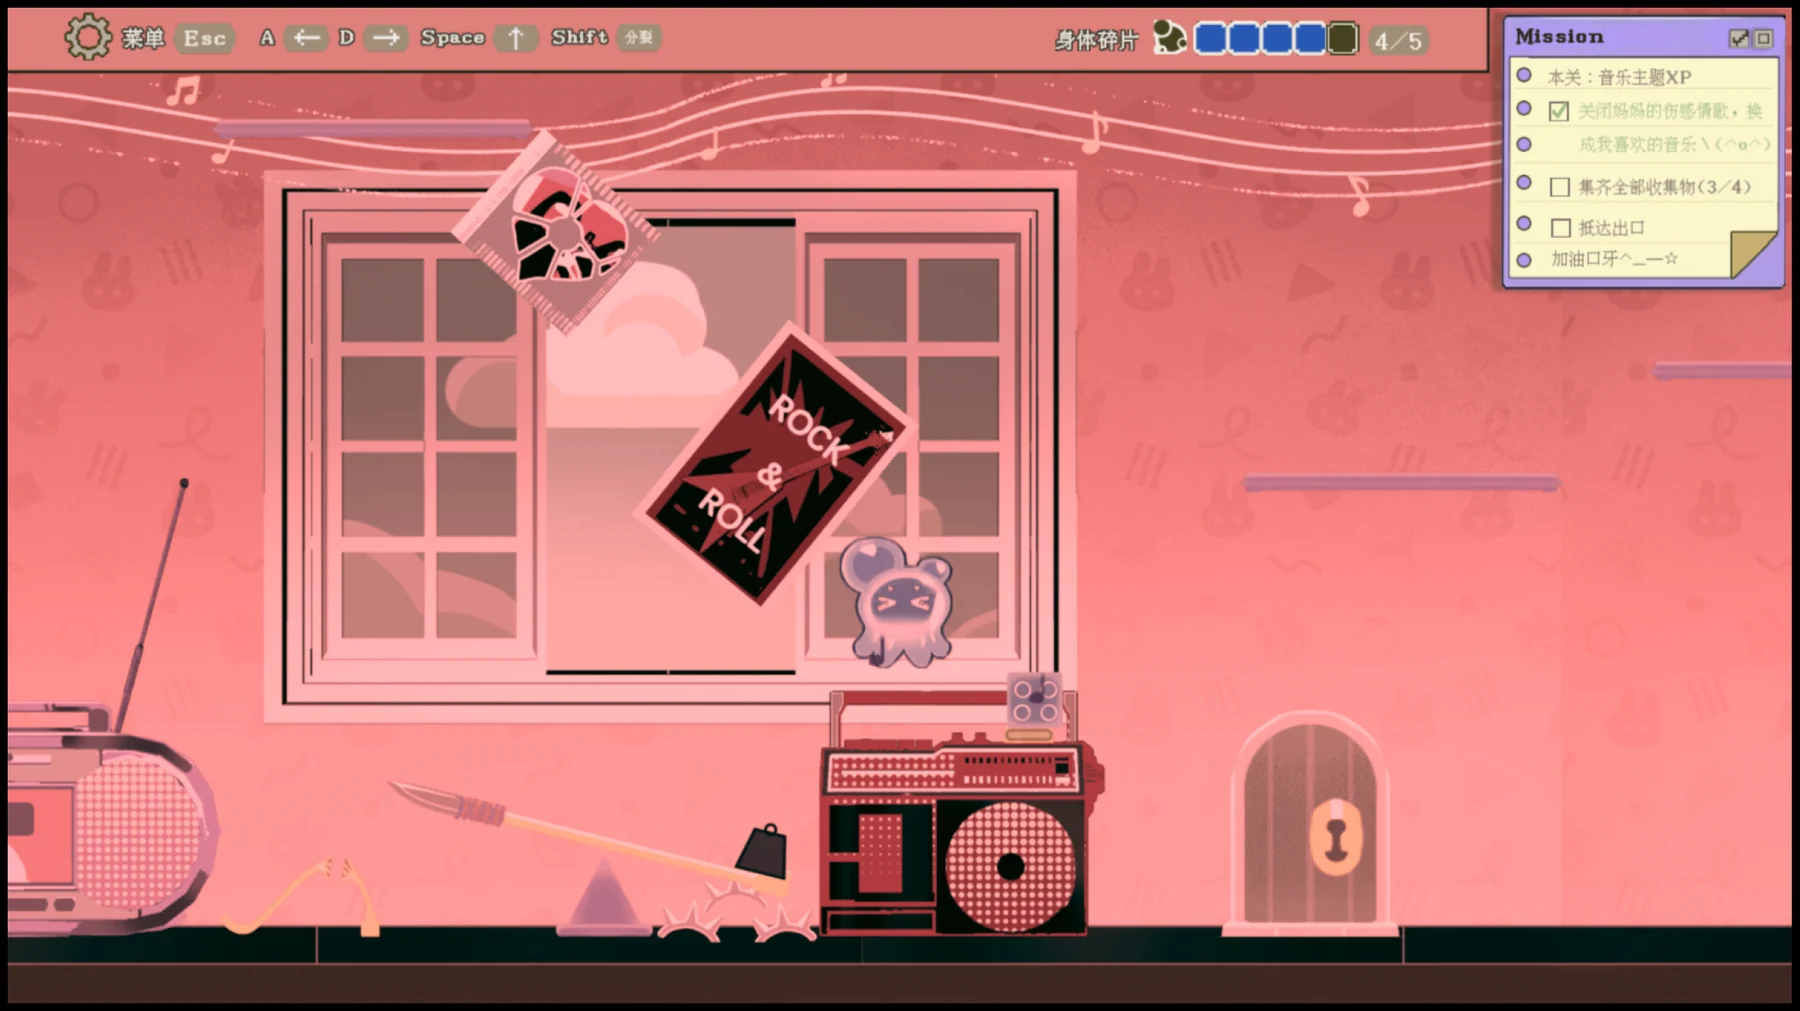 菜单 Esc A ← D → Space ↑ Shift 分裂
身体碎片 4/5
Mission
本关：音乐主题XP
关闭妈妈的伤感情歌，换
成我喜欢的音乐\(^o^)
集齐全部收集物(3/4)
抵达出口
加油口牙^_—☆
ROCK
&
ROLL